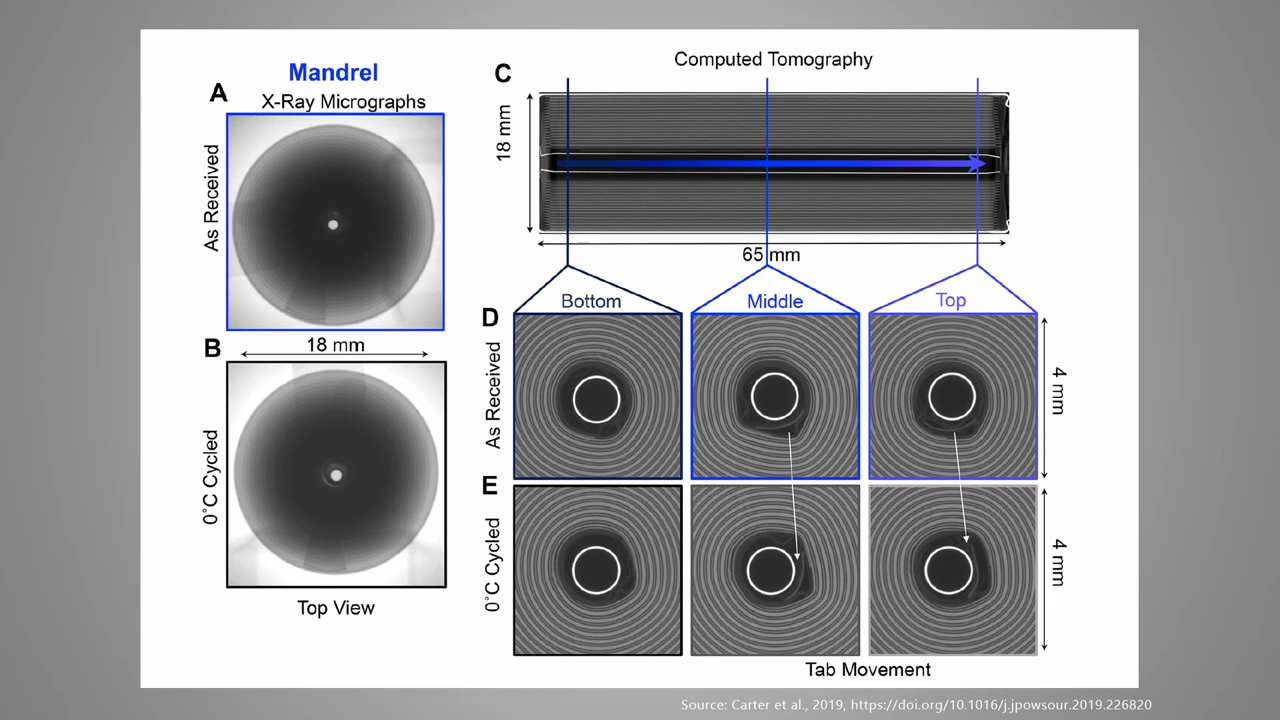 Mandrel
A
X-Ray Micrographs
As Received
B
18 mm
0°C Cycled
Top View
C
Computed Tomography
18 mm
65 mm
Bottom
Middle
Top
D
As Received
4 mm
E
0°C Cycled
4 mm
Tab Movement
Source: Carter et al., 2019, https://doi.org/10.1016/j.jpowsour.2019.226820